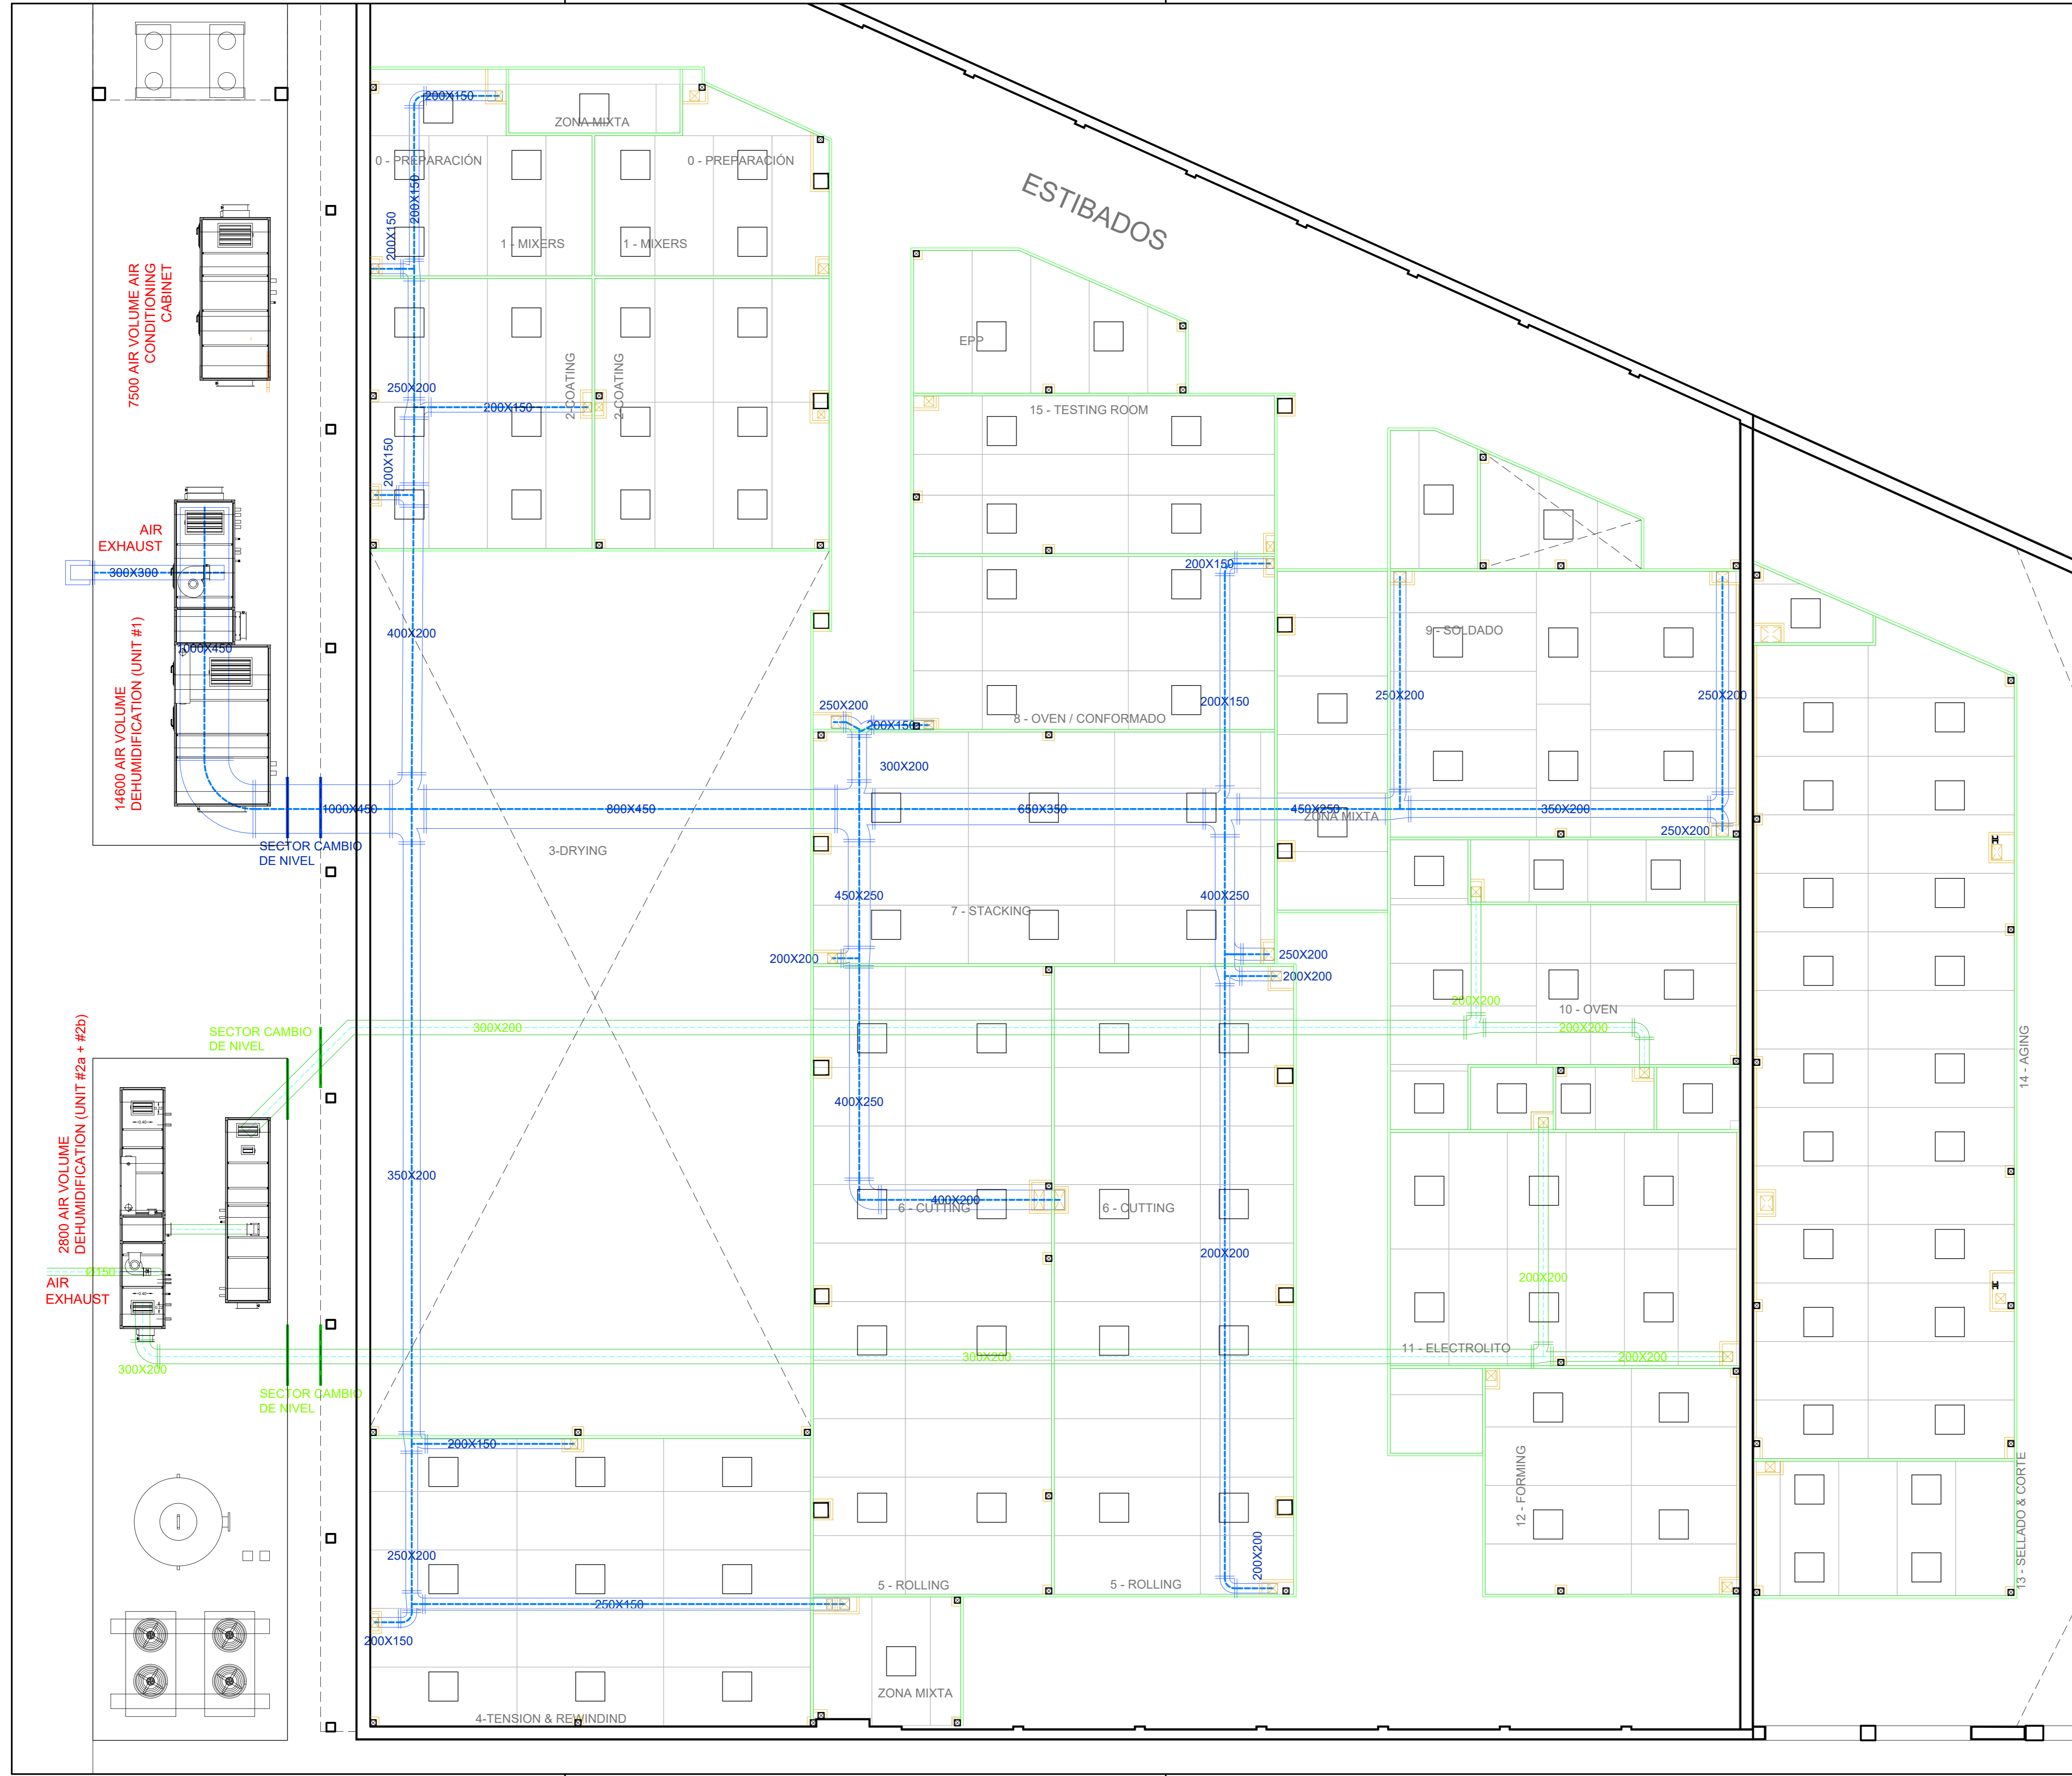 200X150
ZONA MIXTA
0 - PREPARACIÓN
0 - PREPARACIÓN
200X150
200X150
1 - MIXERS
1 - MIXERS
ESTIBADOS
7500 AIR VOLUME AIR
CONDITIONING
CABINET
EPP
250X200
200X150
2-COATING
2-COATING
15 - TESTING ROOM
200X150
AIR
EXHAUST
300X300
200X150
400X200
1000X450
14600 AIR VOLUME
DEHUMIDIFICATION (UNIT #1)
9 - SOLDADO
250X200
200X150
8 - OVEN / CONFORMADO
200X150
250X200
250X200
300X200
1000X450
800X450
650X350
450X250
350X200
ZONA MIXTA
250X200
SECTOR CAMBIO
DE NIVEL
3-DRYING
450X250
400X250
7 - STACKING
200X200
250X200
200X200
200X200
10 - OVEN
300X200
200X200
SECTOR CAMBIO
DE NIVEL
2800 AIR VOLUME
DEHUMIDIFICATION (UNIT #2a + #2b)
0.40
14 - AGING
400X250
350X200
400X200
6 - CUTTING
6 - CUTTING
200X200
200X200
Ø150
AIR
EXHAUST
0.40
11 - ELECTROLITO
300X200
300X200
200X200
SECTOR CAMBIO
DE NIVEL
200X150
12 - FORMING
13 - SELLADO & CORTE
250X200
200X200
5 - ROLLING
5 - ROLLING
250X150
200X150
ZONA MIXTA
4-TENSION & REWINDIND